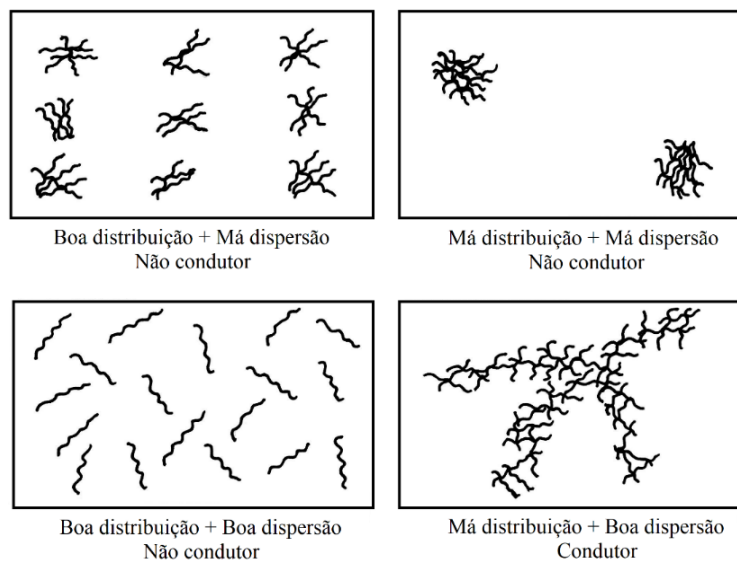 Boa distribuição + Má dispersão
Não condutor
Má distribuição + Má dispersão
Não condutor
Boa distribuição + Boa dispersão
Não condutor
Má distribuição + Boa dispersão
Condutor